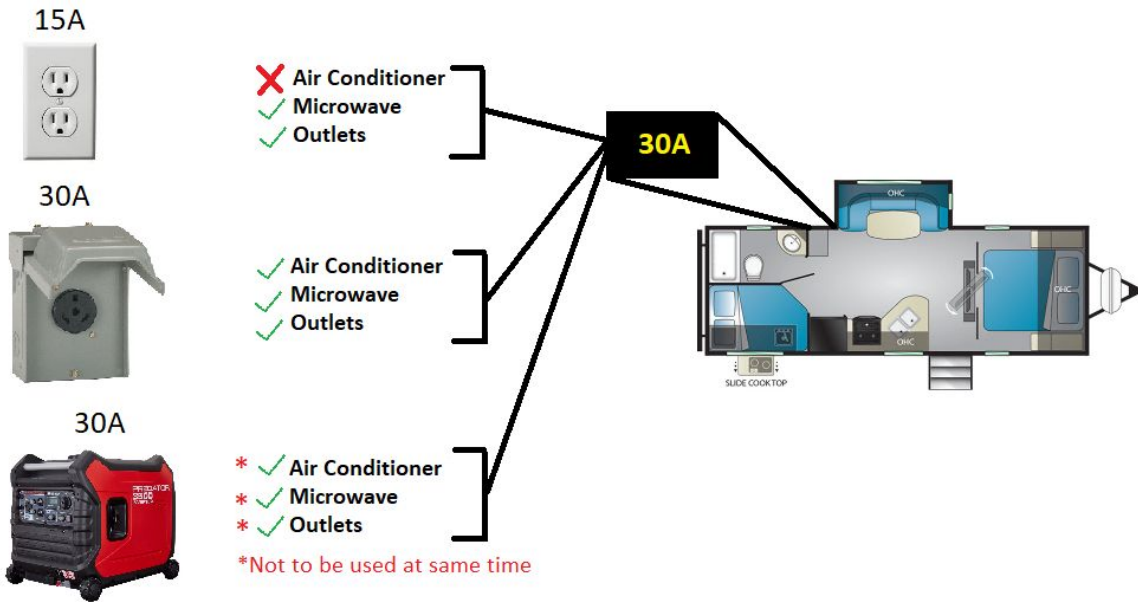 15A
Air Conditioner
Microwave
Outlets
30A
30A
Air Conditioner
Microwave
Outlets
30A
PREDATOR
3500
* Air Conditioner
* Microwave
* Outlets
*Not to be used at same time
OHC
OHC
OHC
SLIDE COOKTOP